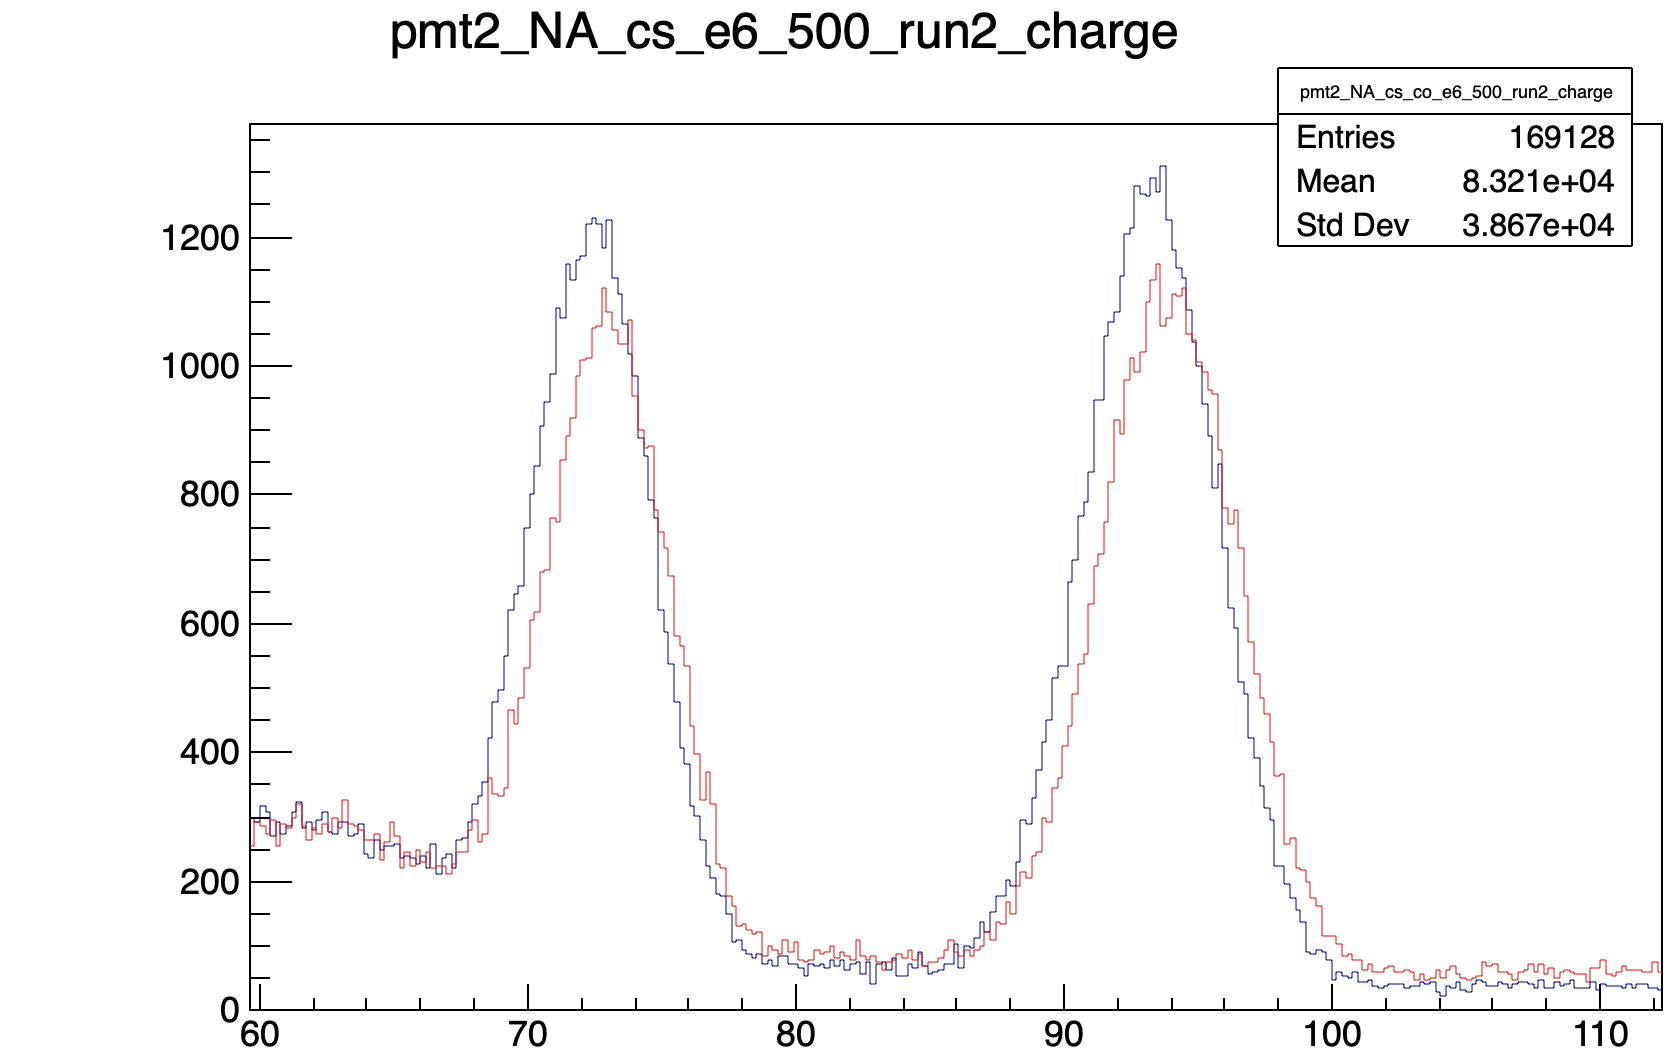 pmt2_NA_cs_e6_500_run2_charge
pmt2_NA_cs_co_e6_500_run2_charge
Entries 169128
Mean 8.321e+04
Std Dev 3.867e+04
1200
1000
800
600
400
200
0
60 70 80 90 100 110